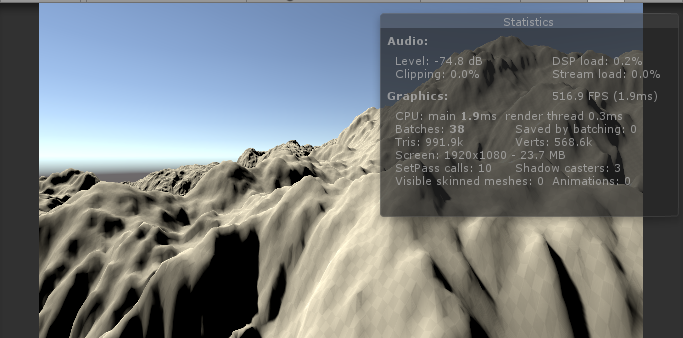 Statistics
Audio:
Level: -74.8 dB DSP load: 0.2%
Clipping: 0.0% Stream load: 0.0%
Graphics: 516.9 FPS (1.9ms)
CPU: main 1.9ms render thread 0.3ms
Batches: 38 Saved by batching: 0
Tris: 991.9k Verts: 568.6k
Screen: 1920x1080 - 23.7 MB
SetPass calls: 10 Shadow casters: 3
Visible skinned meshes: 0 Animations: 0